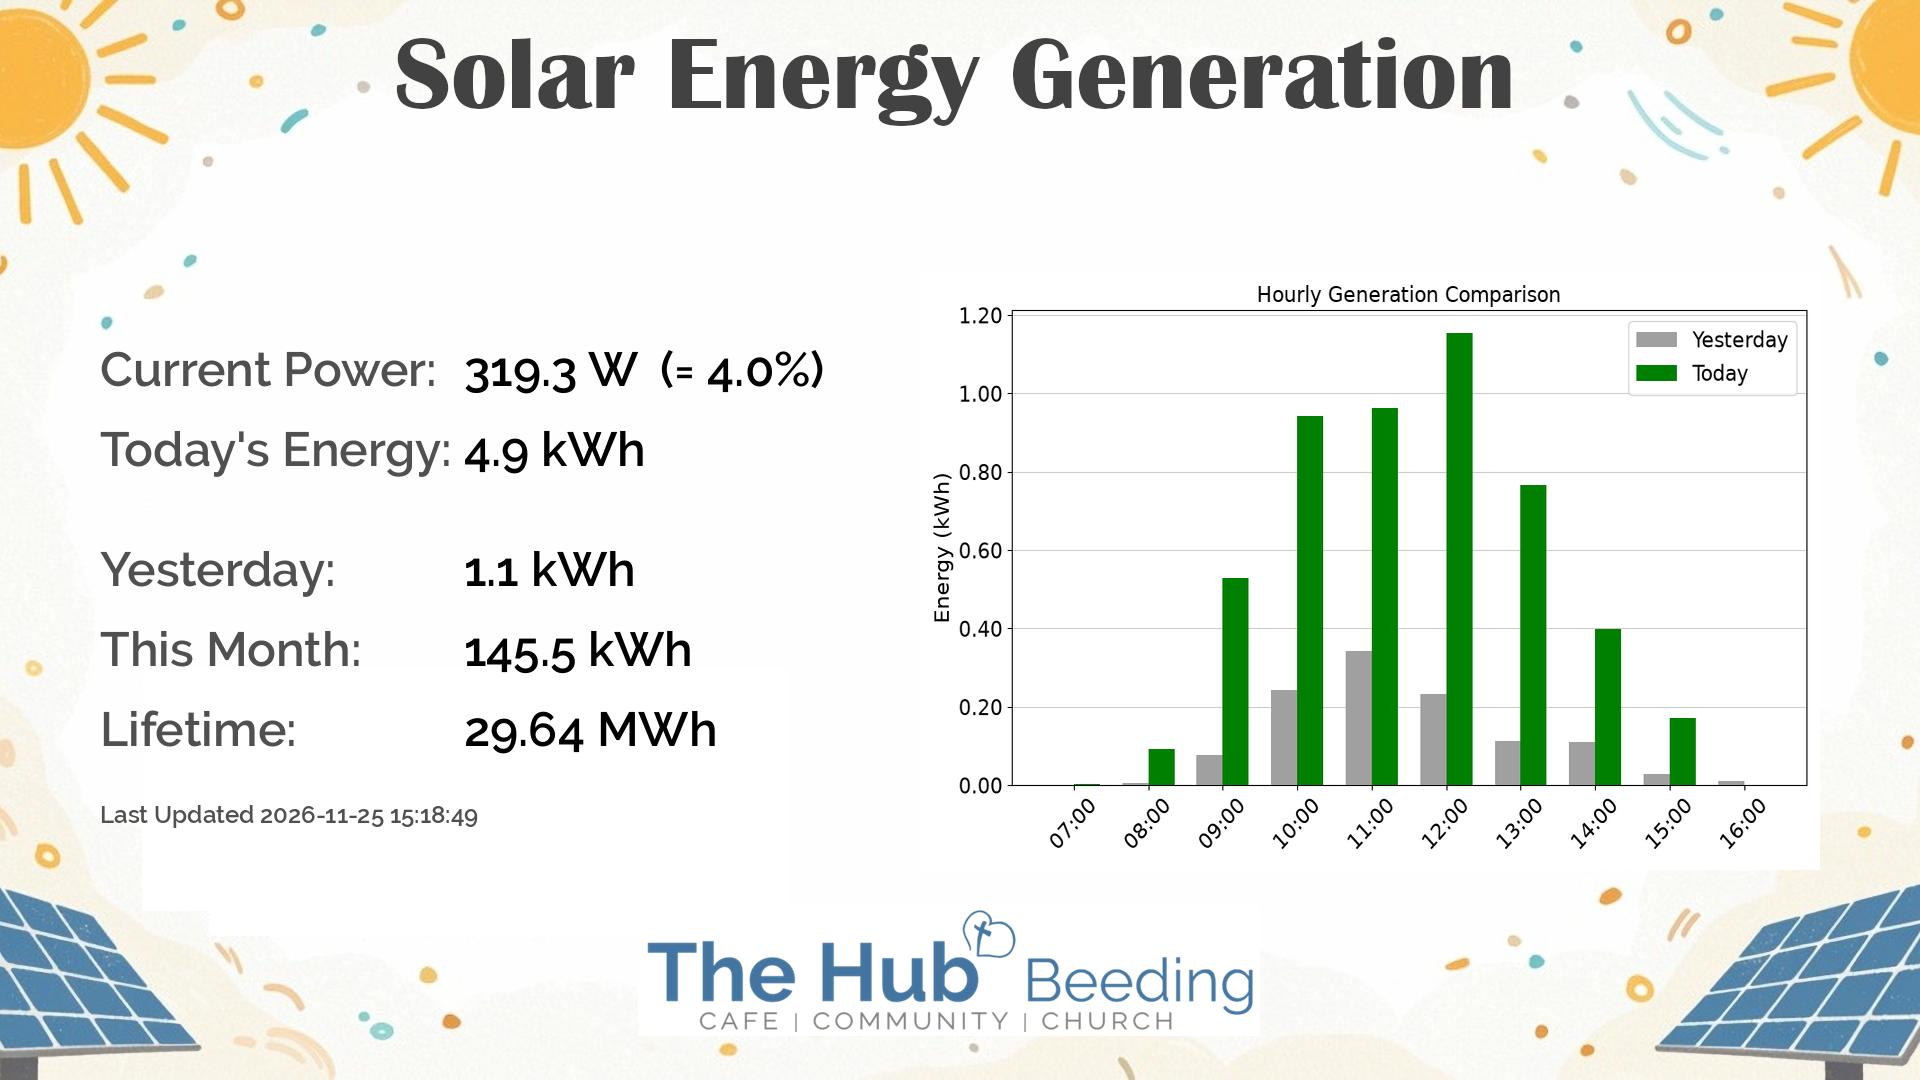 Solar Energy Generation
Current Power: 319.3 W (= 4.0%)
Today's Energy: 4.9 kWh
Yesterday: 1.1 kWh
This Month: 145.5 kWh
Lifetime: 29.64 MWh
Last Updated 2026-11-25 15:18:49
Hourly Generation Comparison
Yesterday
Today
Energy (kWh)
1.20
1.00
0.80
0.60
0.40
0.20
0.00
07:00 08:00 09:00 10:00 11:00 12:00 13:00 14:00 15:00 16:00
The Hub Beeding
CAFE | COMMUNITY | CHURCH